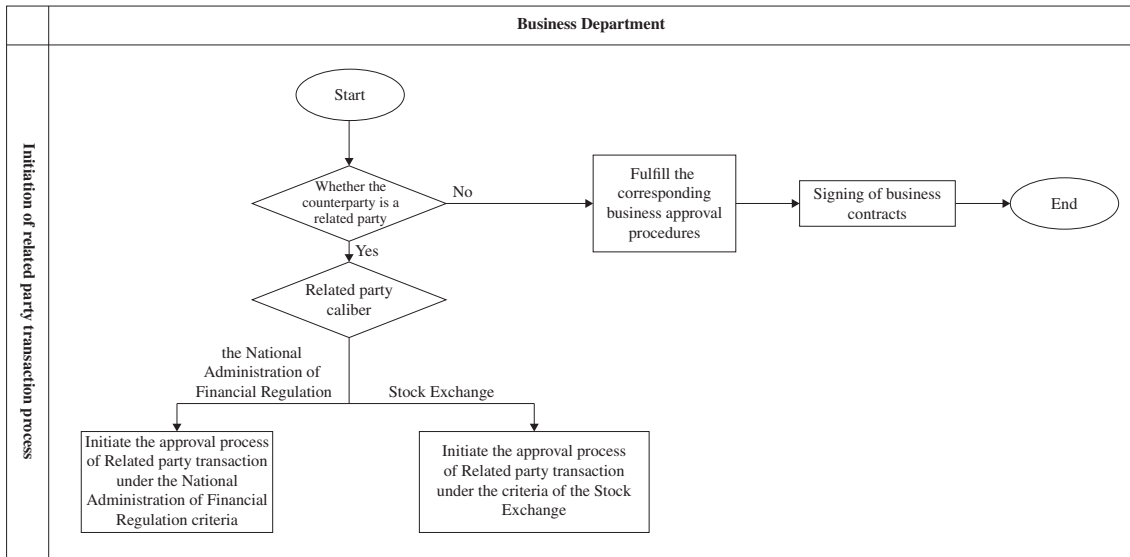 Business Department
Initiation of related party transaction process
Start
Whether the
counterparty is a
related party
No
Fulfill the
corresponding
business approval
procedures
Signing of business
contracts
End
Yes
Related party
caliber
the National
Administration of
Financial Regulation
Stock Exchange
Initiate the approval process
of Related party transaction
under the National
Administration of Financial
Regulation criteria
Initiate the approval process
of Related party transaction
under the criteria of the Stock
Exchange